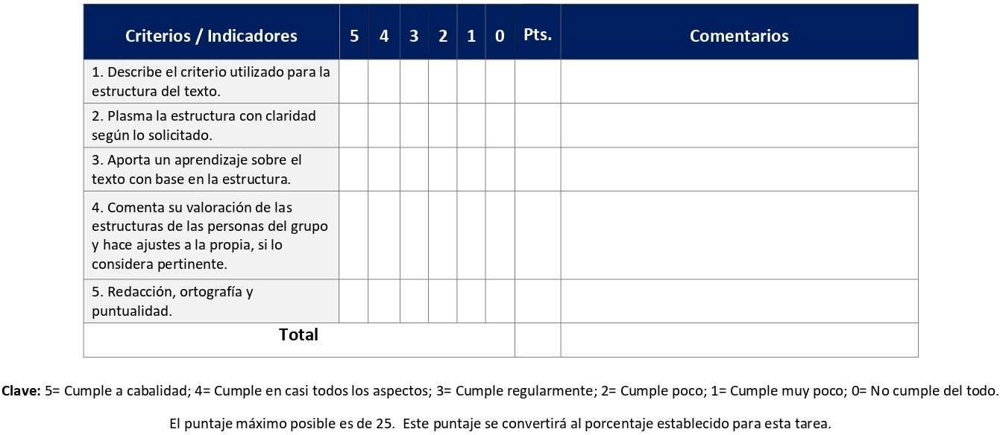 Criterios / Indicadores 5 4 3 2 1 0 Pts. Comentarios
1. Describe el criterio utilizado para la
estructura del texto.
2. Plasma la estructura con claridad
según lo solicitado.
3. Aporta un aprendizaje sobre el
texto con base en la estructura.
4. Comenta su valoración de las
estructuras de las personas del grupo
y hace ajustes a la propia, si lo
considera pertinente.
5. Redacción, ortografía y
puntualidad.
Total
Clave: 5= Cumple a cabalidad; 4= Cumple en casi todos los aspectos; 3= Cumple regularmente; 2= Cumple poco; 1= Cumple muy poco; 0= No cumple del todo.
El puntaje máximo posible es de 25. Este puntaje se convertirá al porcentaje establecido para esta tarea.